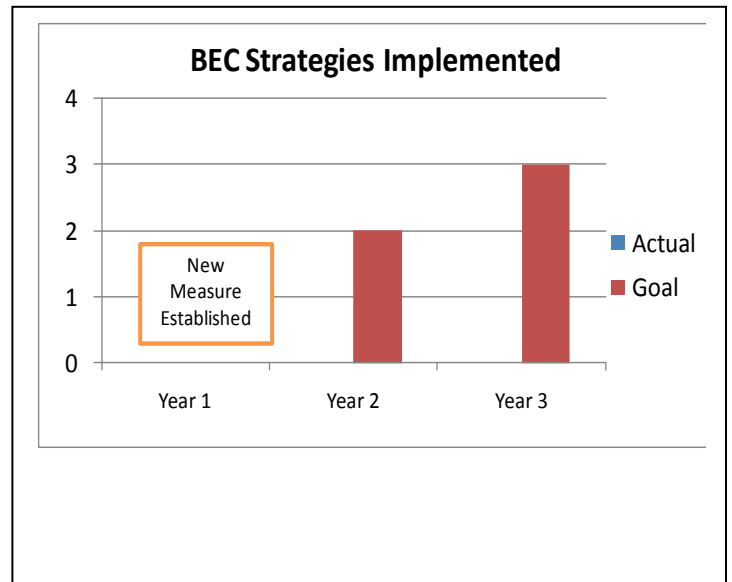 BEC Strategies Implemented
4
3
2
1
0
New
Measure
Established
Year 1 Year 2 Year 3
Actual
Goal